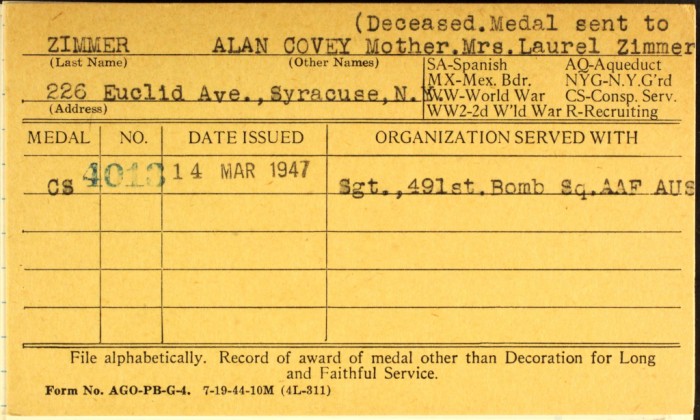 (Deceased.Medal sent to
ZIMMER ALAN COVEY Mother.Mrs.Laurel Zimmer
(Last Name) (Other Names)
SA-Spanish AQ-Aqueduct
MX-Mex. Bdr. NYG-N.Y.G'rd
226 Euclid Ave.,Syracuse,N.Y. WW-World War CS-Consp. Serv.
(Address) WW2-2d W'ld War R-Recruiting
MEDAL NO. DATE ISSUED ORGANIZATION SERVED WITH
CS 4013 14 MAR 1947 Sgt.,491st.Bomb Sq.AAF AUS
File alphabetically. Record of award of medal other than Decoration for Long
and Faithful Service.
Form No. AGO-PB-G-4. 7-19-44-10M (4L-311)